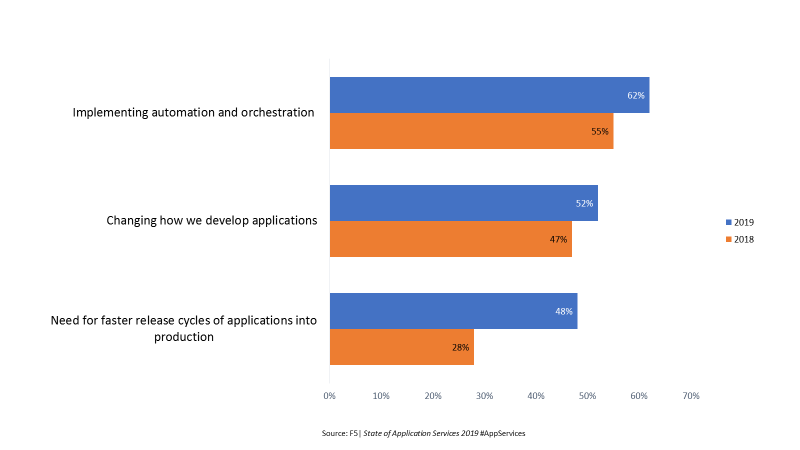 Implementing automation and orchestration
62%
55%
Changing how we develop applications
52%
47%
Need for faster release cycles of applications into
production
48%
28%
2019
2018
0% 10% 20% 30% 40% 50% 60% 70%
Source: F5| State of Application Services 2019 #AppServices